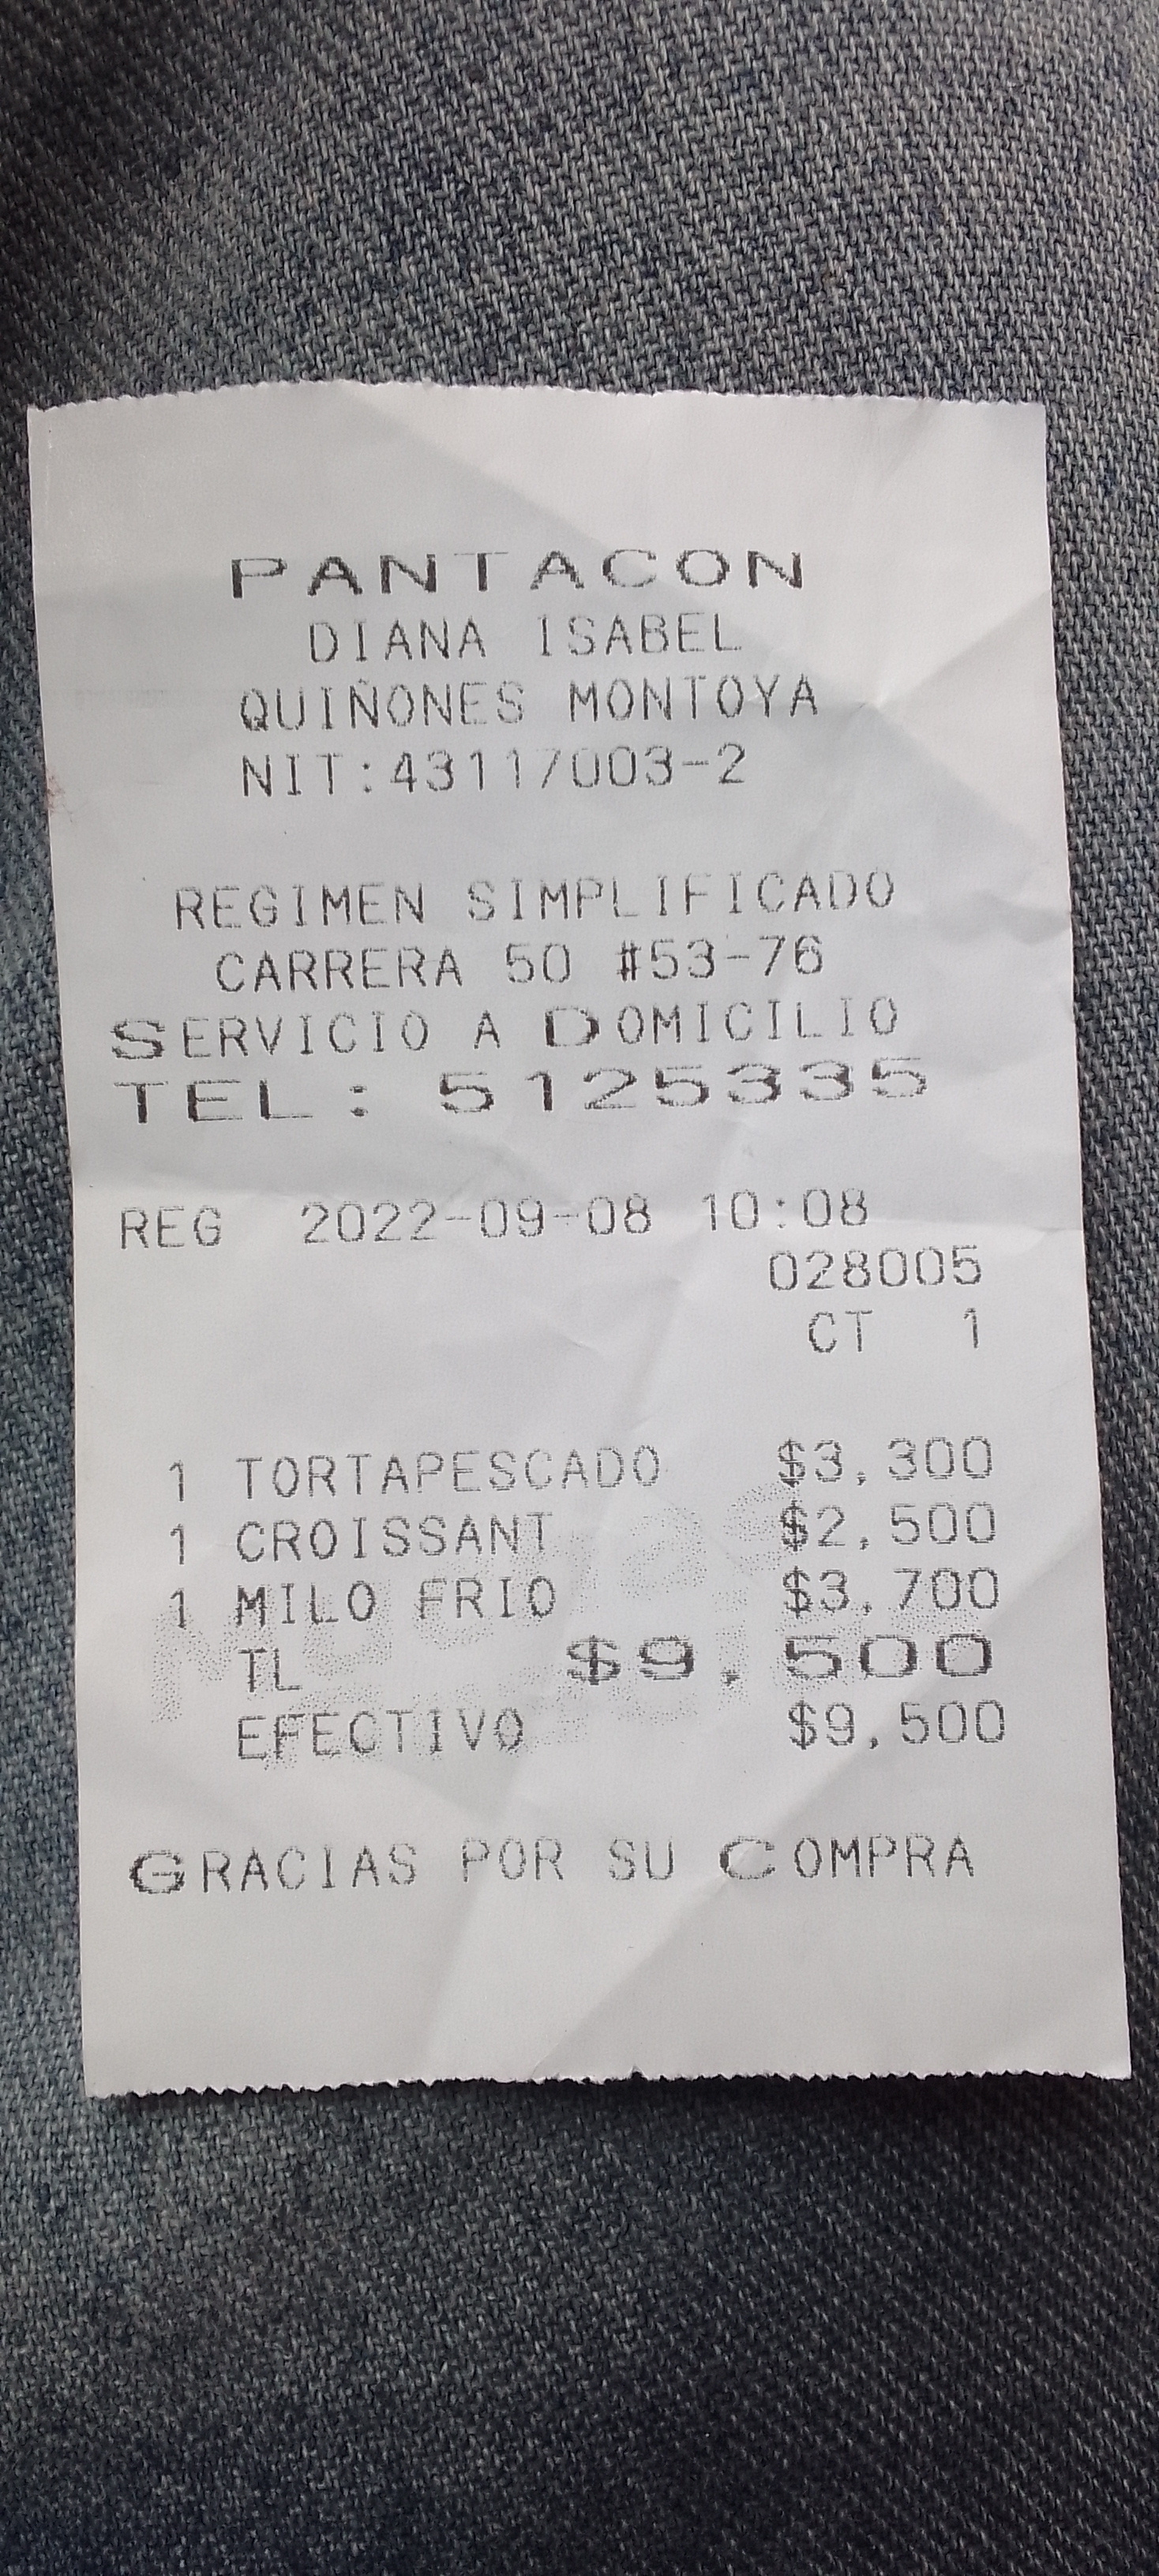 PANTACON
DIANA ISABEL
QUIÑONES MONTOYA
NIT:43117003-2
REGIMEN SIMPLIFICADO
CARRERA 50 #53-76
SERVICIO A DOMICILIO
TEL: 5125335
REG 2022-09-08 10:08
028005
CT 1
1 TORTAPESCADO $3,300
1 CROISSANT $2,500
1 MILO FRIO $3,700
TL $9,500
EFECTIVO $9,500
GRACIAS POR SU COMPRA